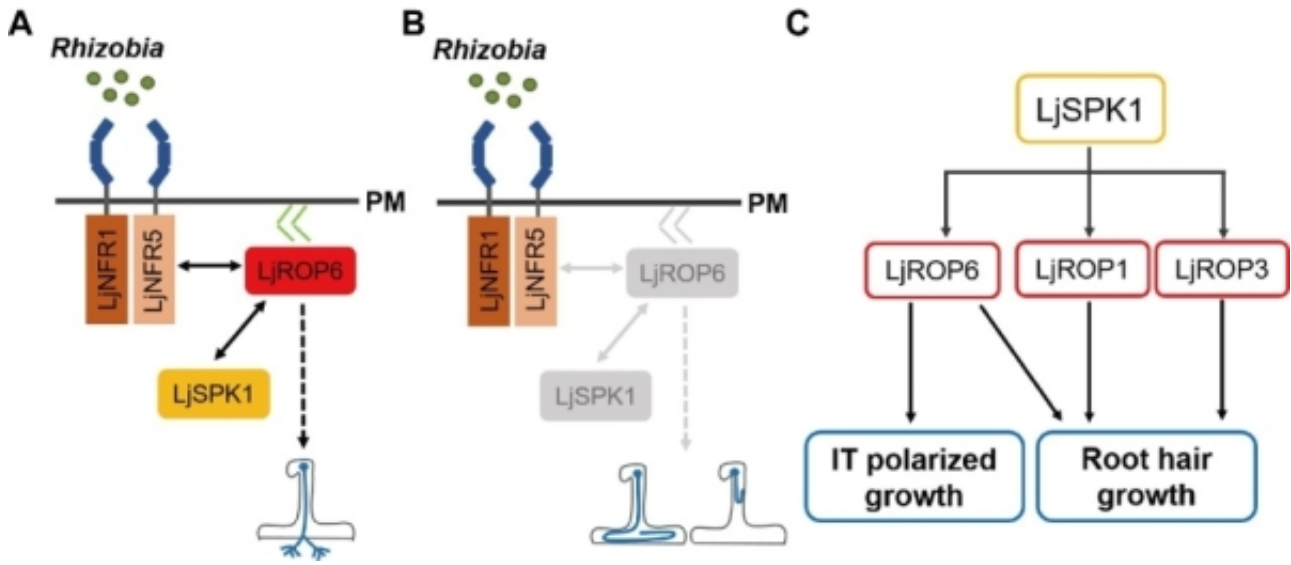 A
Rhizobia
PM
LjNFR1
LjNFR5
LjROP6
LjSPK1
B
Rhizobia
PM
LjNFR1
LjNFR5
LjROP6
LjSPK1
C
LjSPK1
LjROP6
LjROP1
LjROP3
IT polarized
growth
Root hair
growth